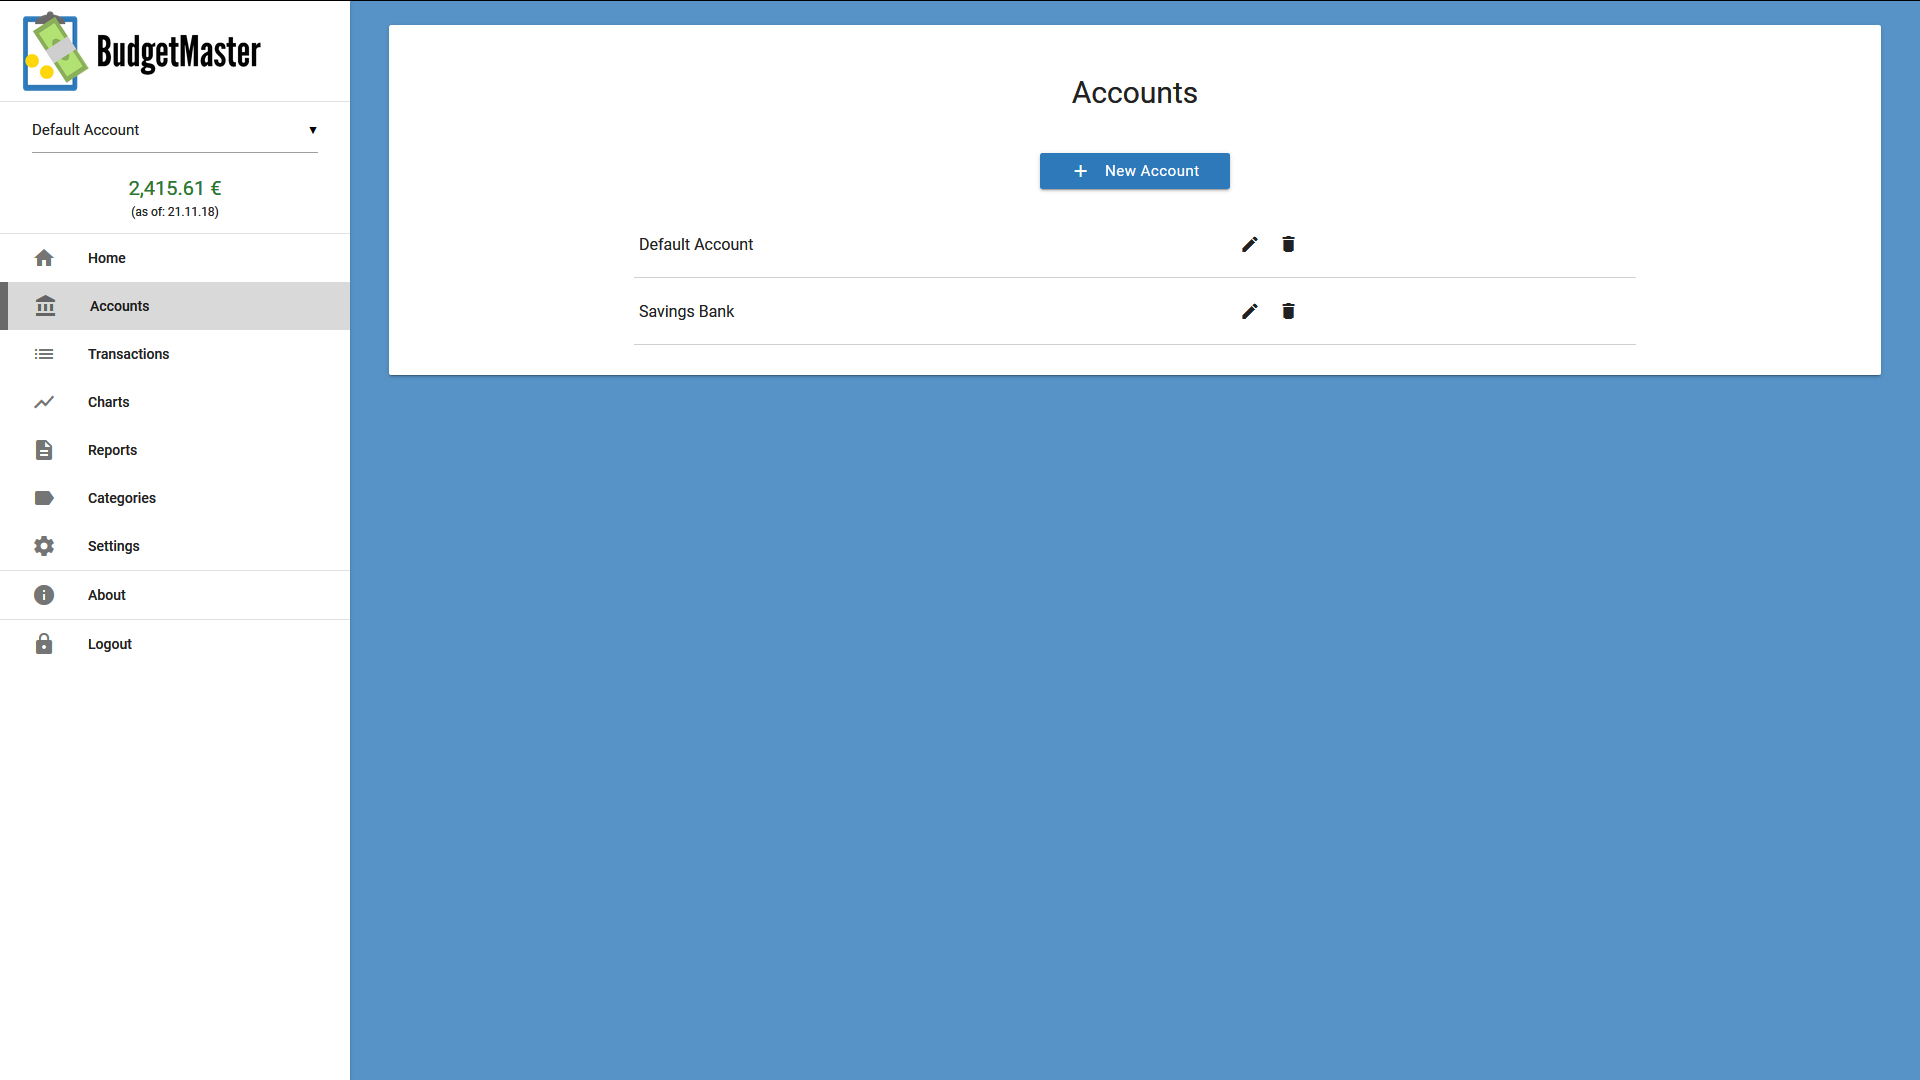 BudgetMaster
Default Account
2,415.61 €
(as of: 21.11.18)
Home
Accounts
Transactions
Charts
Reports
Categories
Settings
About
Logout
Accounts
New Account
Default Account
Savings Bank